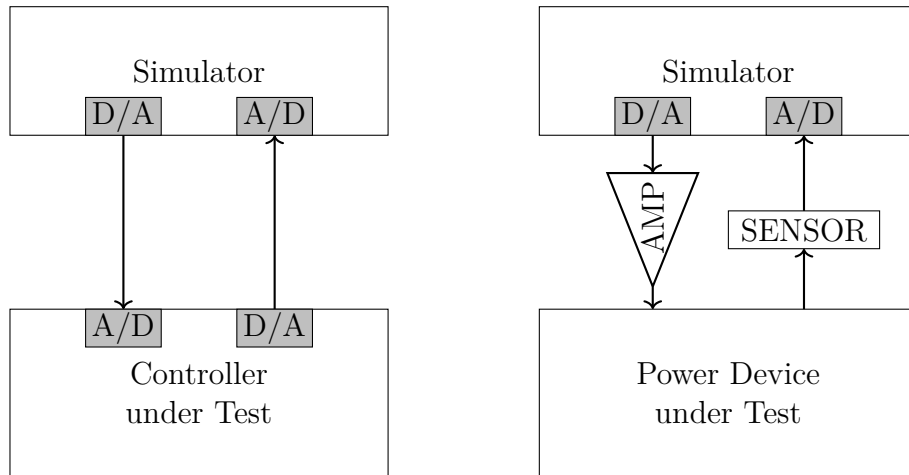 Simulator
D/A
A/D
A/D
D/A
Controller
under Test
Simulator
D/A
A/D
AMP
SENSOR
Power Device
under Test